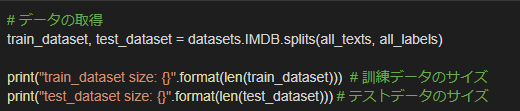 # データの取得
train_dataset, test_dataset = datasets.IMDB.splits(all_texts, all_labels)
print("train_dataset size: {}".format(len(train_dataset))) # 訓練データのサイズ
print("test_dataset size: {}".format(len(test_dataset))) # テストデータのサイズ